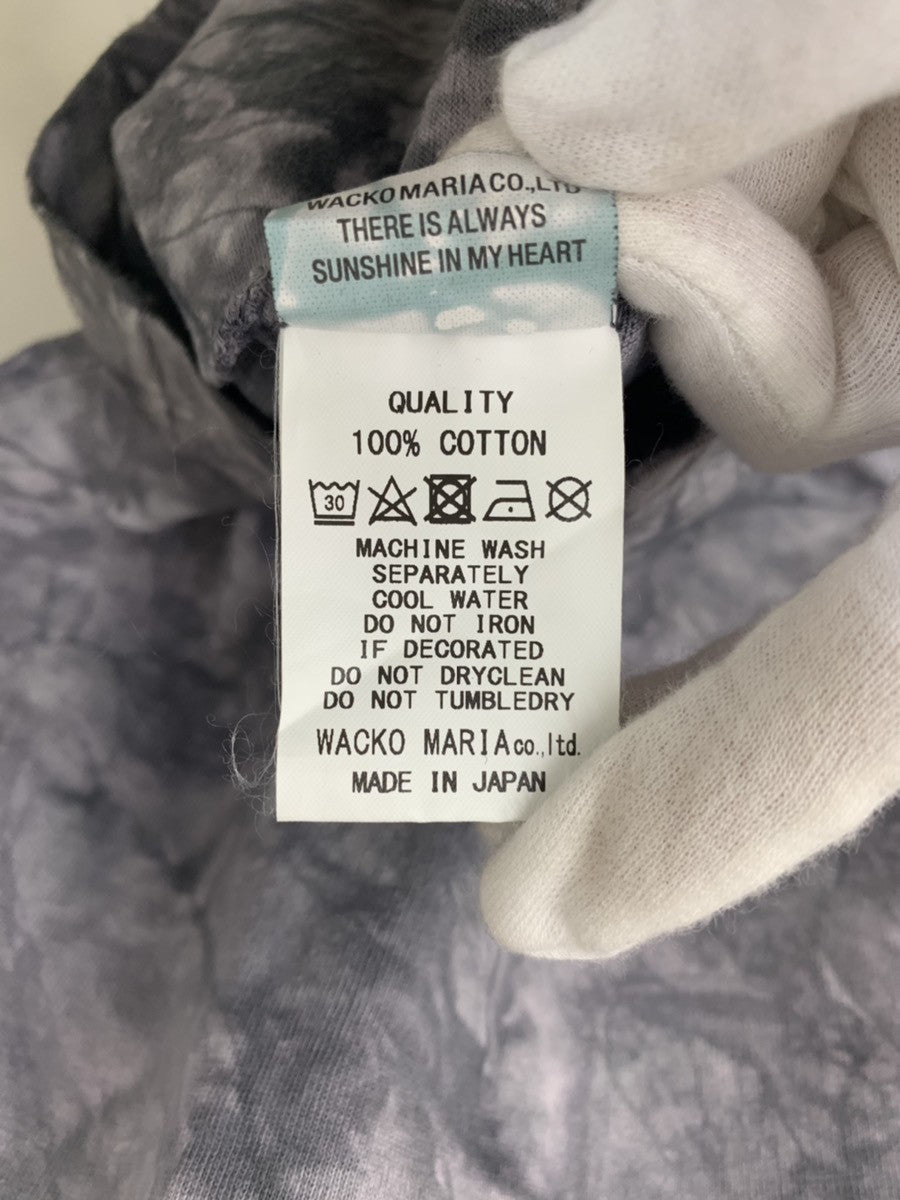 WACKO MARIA CO.,LTD
THERE IS ALWAYS
SUNSHINE IN MY HEART
QUALITY
100% COTTON
30
MACHINE WASH
SEPARATELY
COOL WATER
DO NOT IRON
IF DECORATED
DO NOT DRYCLEAN
DO NOT TUMBLEDRY
WACKO MARIA co.,ltd.
MADE IN JAPAN